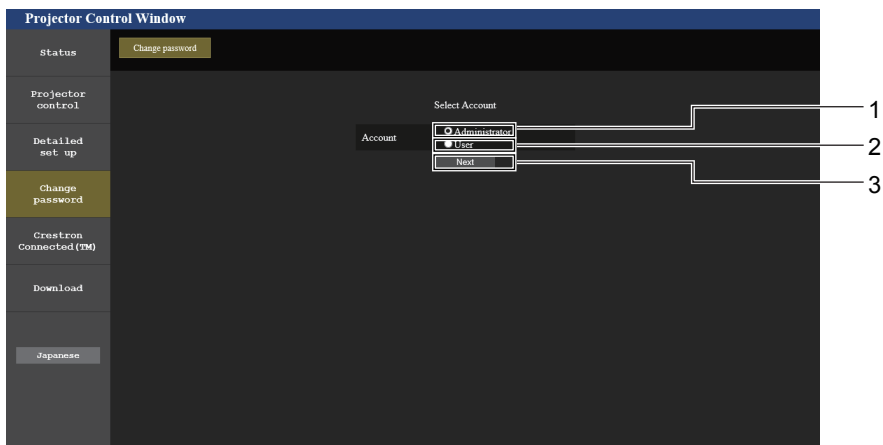 Projector Control Window
Status
Change password
Projector
control
Detailed
set up
Change
password
Crestron
Connected(TM)
Download
Japanese
Select Account
Account
Administrator
User
Next
1
2
3